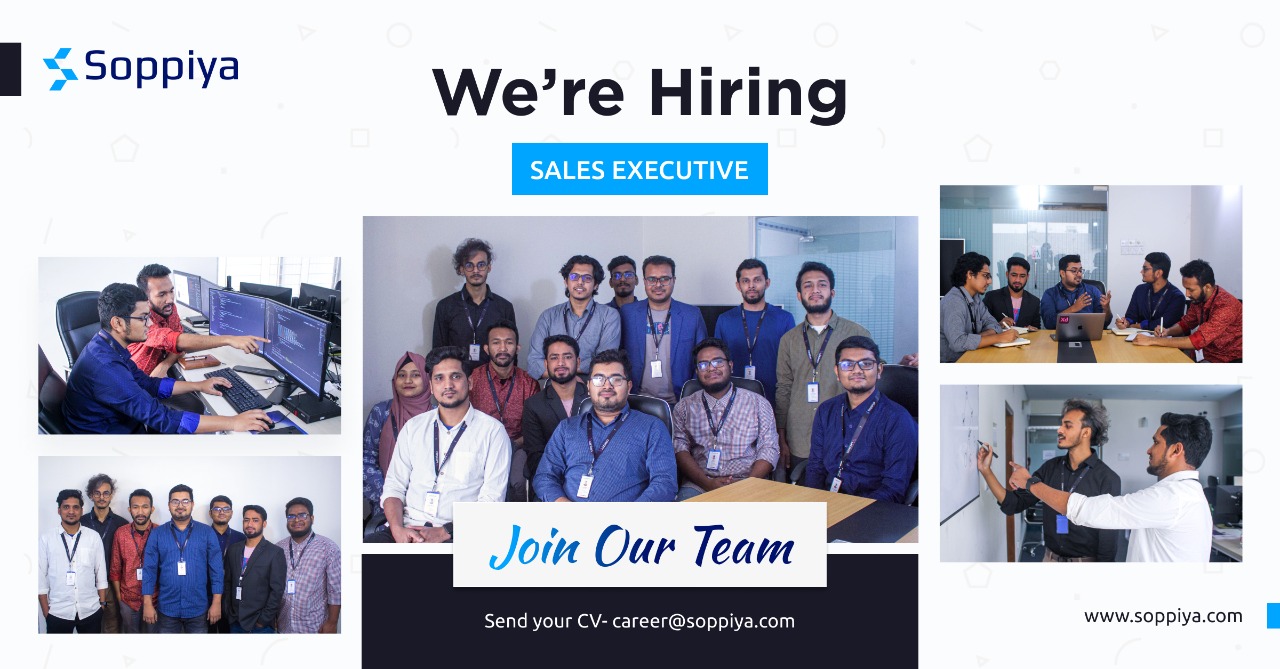 Soppiya
We’re Hiring
SALES EXECUTIVE
Join Our Team
Send your CV- career@soppiya.com
www.soppiya.com